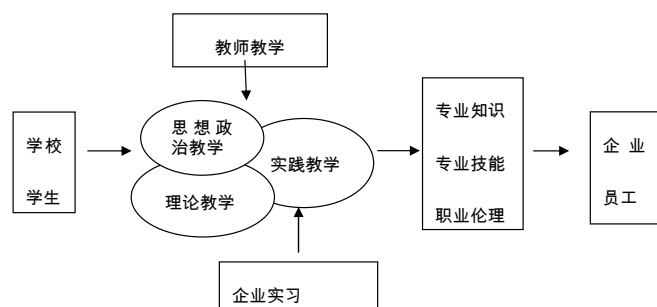 教师教学
思想政
治教学
实践教学
理论教学
学校
学生
专业知识
专业技能
职业伦理
企业
员工
企业实习